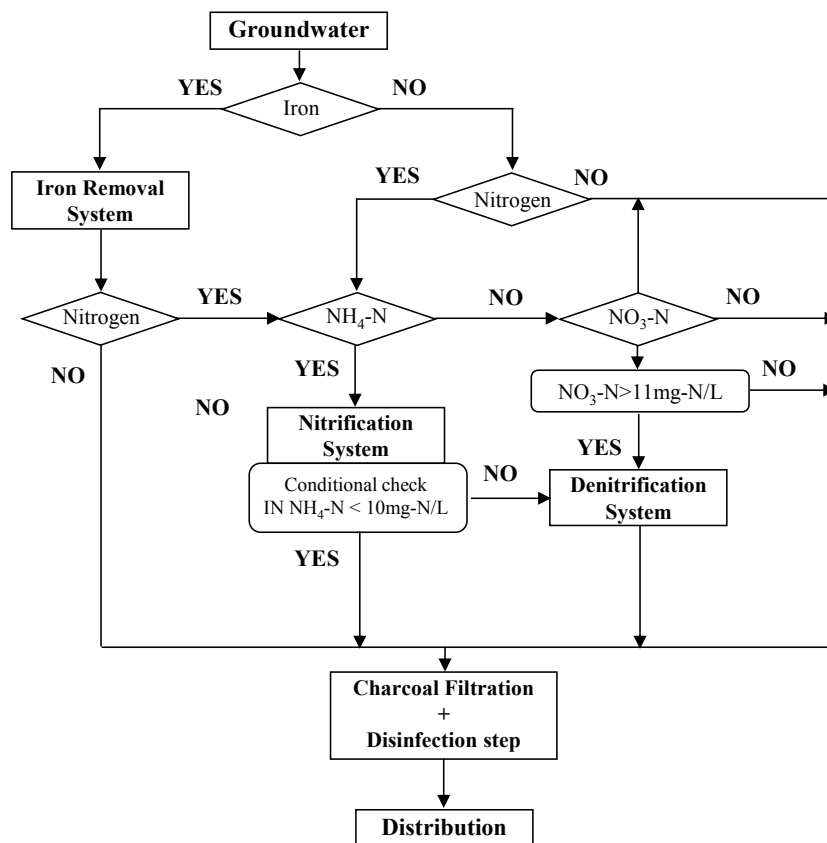 Groundwater
YES
NO
Iron
YES
NO
Iron Removal
System
Nitrogen
Nitrogen
YES
NH₄-N
NO
NO₃-N
NO
NO
YES
NO₃-N>11mg-N/L
NO
NO
Nitrification
System
YES
Conditional check
IN NH₄-N < 10mg-N/L
NO
Denitrification
System
YES
Charcoal Filtration
+
Disinfection step
Distribution